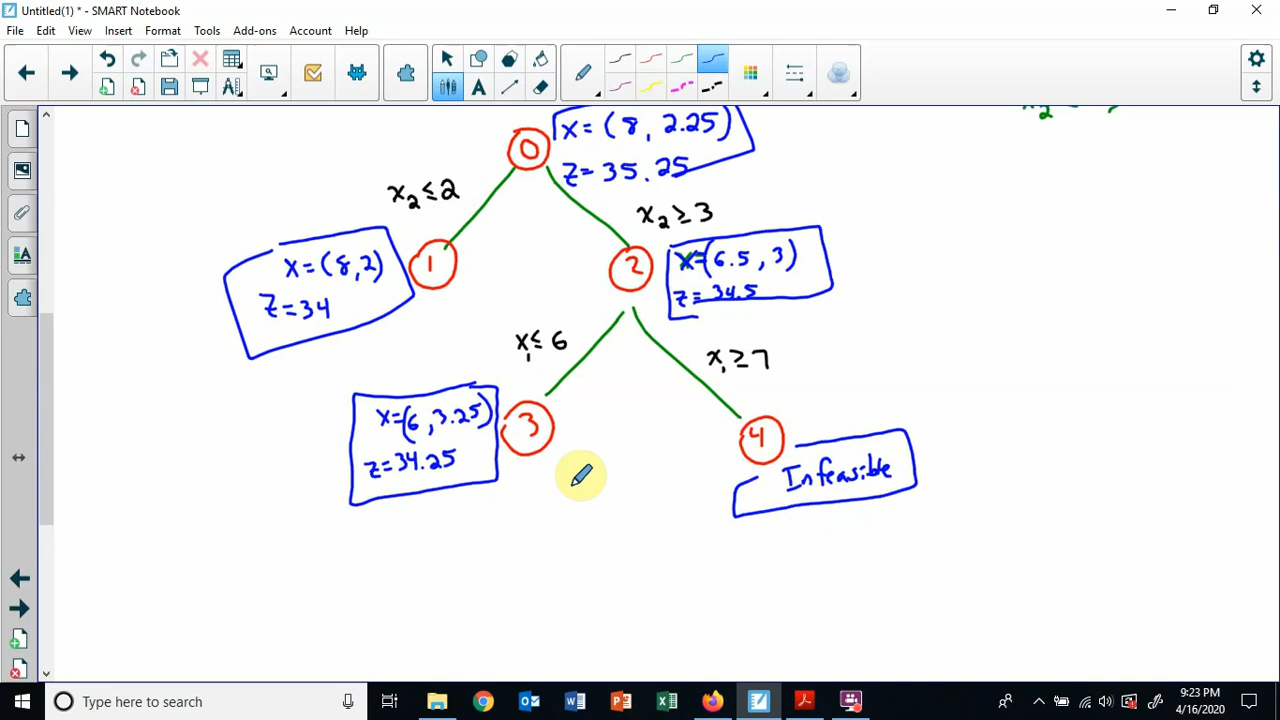 Untitled(1) * - SMART Notebook
File Edit View Insert Format Tools Add-ons Account Help
0
x = (8, 2.25)
z = 35.25
x₂ ≤ 2
x₂ ≥ 3
x = (8, 2)
z = 34
1
2
x = (6.5, 3)
z = 34.5
x₁ ≤ 6
x₁ ≥ 7
x = (6, 3.25)
z = 34.25
3
4
Infeasible
Type here to search
9:23 PM
4/16/2020